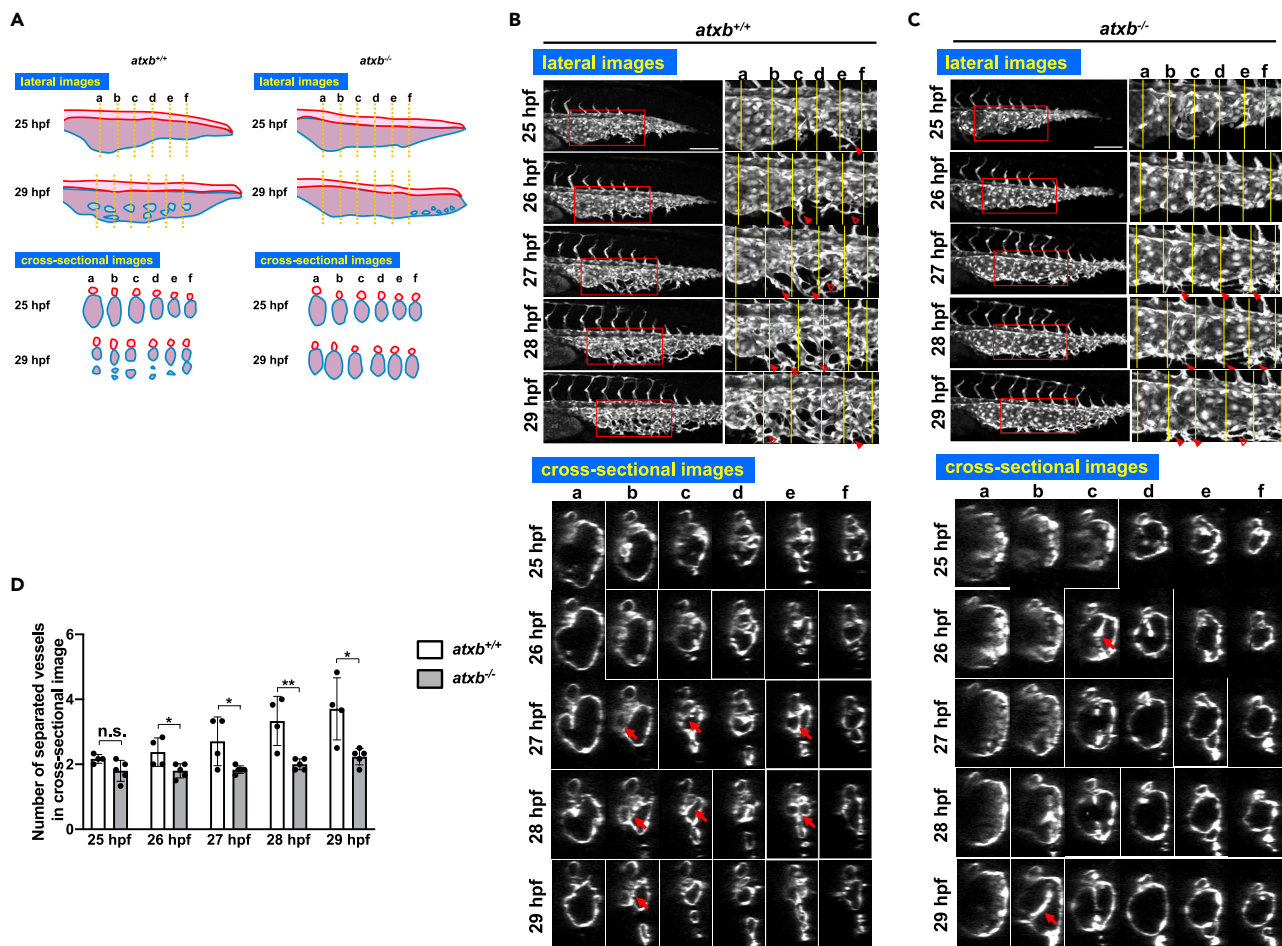 A
atxb+/+
atxb-/-
lateral images
lateral images
a b c d e f
a b c d e f
25 hpf
25 hpf
29 hpf
29 hpf
cross-sectional images
cross-sectional images
a b c d e f
a b c d e f
25 hpf
25 hpf
29 hpf
29 hpf
B
atxb+/+
lateral images
a b c d e f
25 hpf
26 hpf
27 hpf
28 hpf
29 hpf
cross-sectional images
a b c d e f
25 hpf
26 hpf
27 hpf
28 hpf
29 hpf
C
atxb-/-
lateral images
a b c d e f
25 hpf
26 hpf
27 hpf
28 hpf
29 hpf
cross-sectional images
a b c d e f
25 hpf
26 hpf
27 hpf
28 hpf
29 hpf
D
Number of separated vessels
in cross-sectional image
6
4
2
0
n.s.
*
*
**
*
atxb+/+
atxb-/-
25 hpf 26 hpf 27 hpf 28 hpf 29 hpf